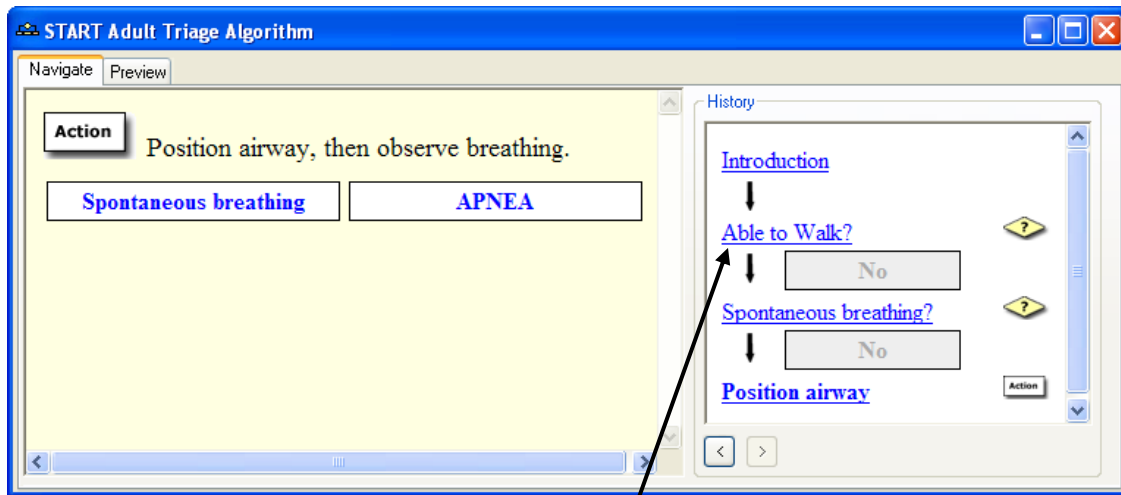 START Adult Triage Algorithm
Navigate Preview
Action Position airway, then observe breathing.
Spontaneous breathing APNEA
History
Introduction
Able to Walk? ?
No
Spontaneous breathing? ?
No
Position airway Action
< >